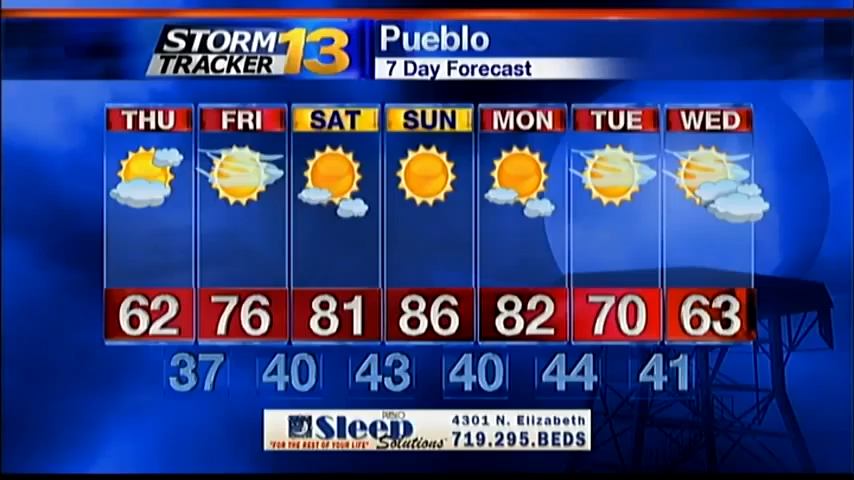 STORM TRACKER 13
Pueblo
7 Day Forecast
THU FRI SAT SUN MON TUE WED
62 76 81 86 82 70 63
37 40 43 40 44 41
PUEBLO
Sleep
Solutions
"FOR THE REST OF YOUR LIFE"
4301 N. Elizabeth
719.295.BEDS